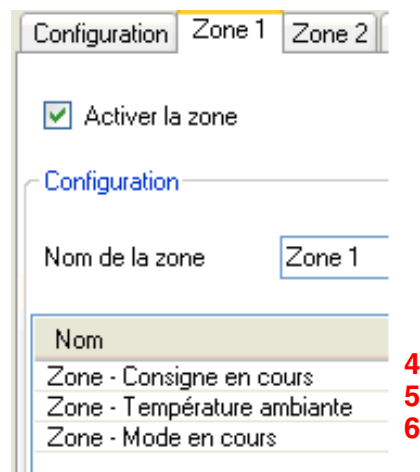 Configuration Zone 1 Zone 2
Activer la zone
Configuration
Nom de la zone Zone 1
Nom
Zone - Consigne en cours 4
Zone - Température ambiante 5
Zone - Mode en cours 6